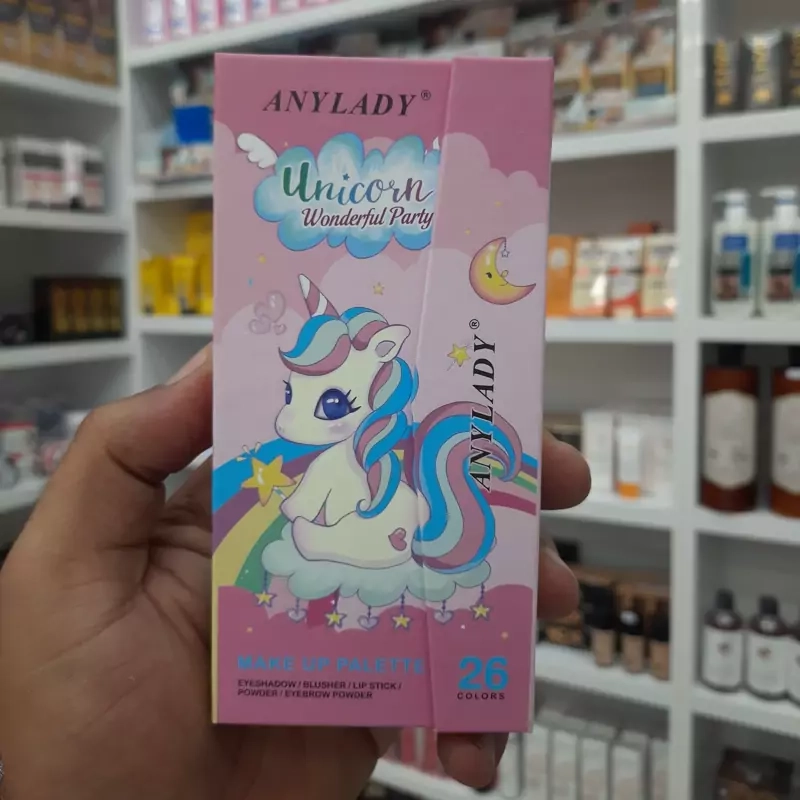 ANYLADY®
Unicorn
Wonderful Party
ANYLADY®
MAKE UP PALETTE
EYESHADOW / BLUSHER / LIP STICK /
POWDER / EYEBROW POWDER
26
COLORS